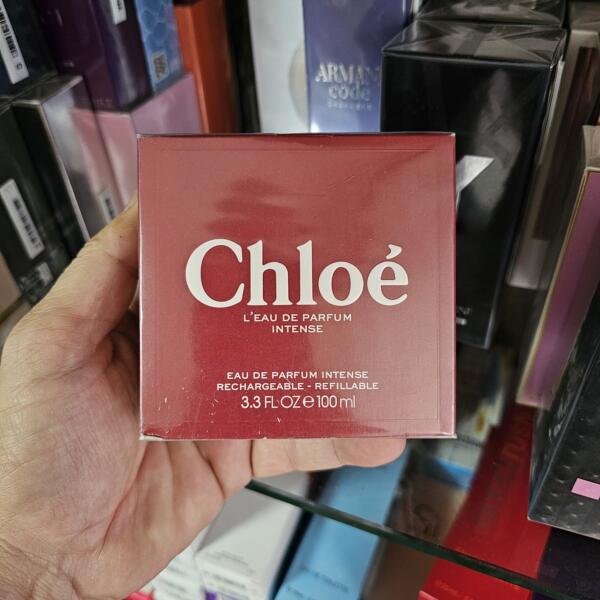 ARMANI
code
Chloé
L'EAU DE PARFUM
INTENSE
EAU DE PARFUM INTENSE
RECHARGEABLE - REFILLABLE
3.3 FL.OZ ℮ 100 ml